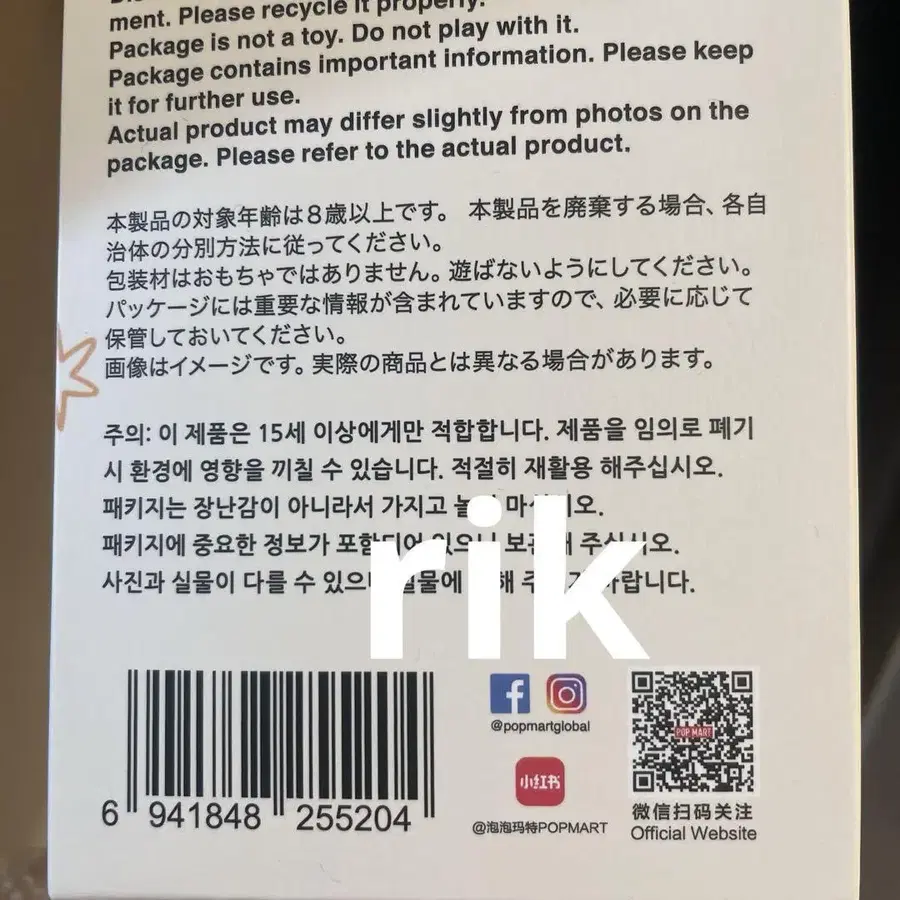 ment. Please recycle it properly.
Package is not a toy. Do not play with it.
Package contains important information. Please keep
it for further use.
Actual product may differ slightly from photos on the
package. Please refer to the actual product.
本製品の対象年齢は8歳以上です。 本製品を廃棄する場合、各自
治体の分別方法に従ってください。
包装材はおもちゃではありません。遊ばないようにしてください。
パッケージには重要な情報が含まれていますので、必要に応じて
保管しておいてください。
画像はイメージです。実際の商品とは異なる場合があります。
주의: 이 제품은 15세 이상에게만 적합합니다. 제품을 임의로 폐기
시 환경에 영향을 끼칠 수 있습니다. 적절히 재활용 해주십시오.
패키지는 장난감이 아니라서 가지고
패키지에 중요한 정보가
사진과 실물이 다를 수
rik
6 941848 255204
@popmartglobal
小红书
@泡泡玛特POPMART
POP MART
微信扫码关注
Official Website